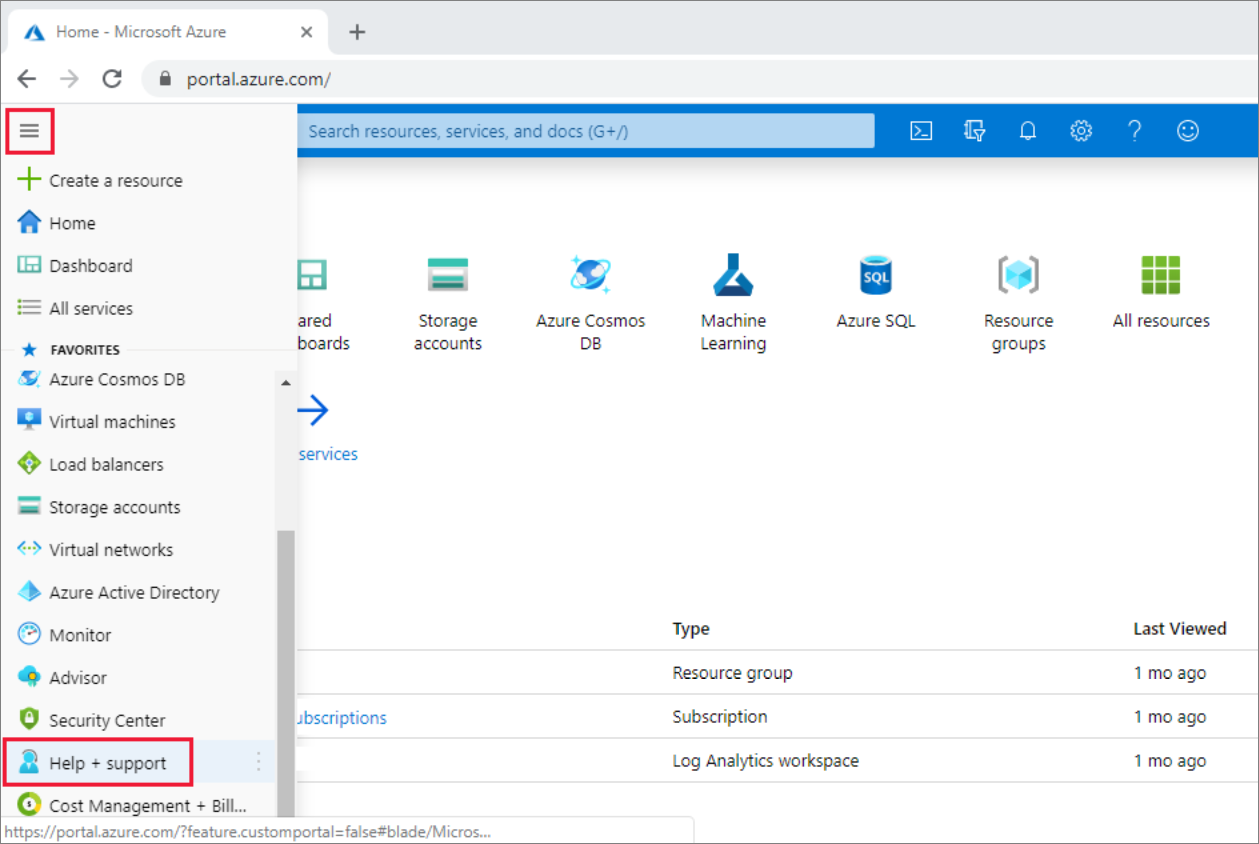 Home - Microsoft Azure
portal.azure.com/
Search resources, services, and docs (G+/)
Create a resource
Home
Dashboard
All services
FAVORITES
Azure Cosmos DB
Virtual machines
Load balancers
Storage accounts
Virtual networks
Azure Active Directory
Monitor
Advisor
Security Center
Help + support
Cost Management + Bill...
https://portal.azure.com/?feature.customportal=false#blade/Micros...
ared
boards
Storage
accounts
Azure Cosmos
DB
Machine
Learning
SQL
Azure SQL
Resource
groups
All resources
services
Type Last Viewed
Resource group 1 mo ago
ubscriptions Subscription 1 mo ago
Log Analytics workspace 1 mo ago